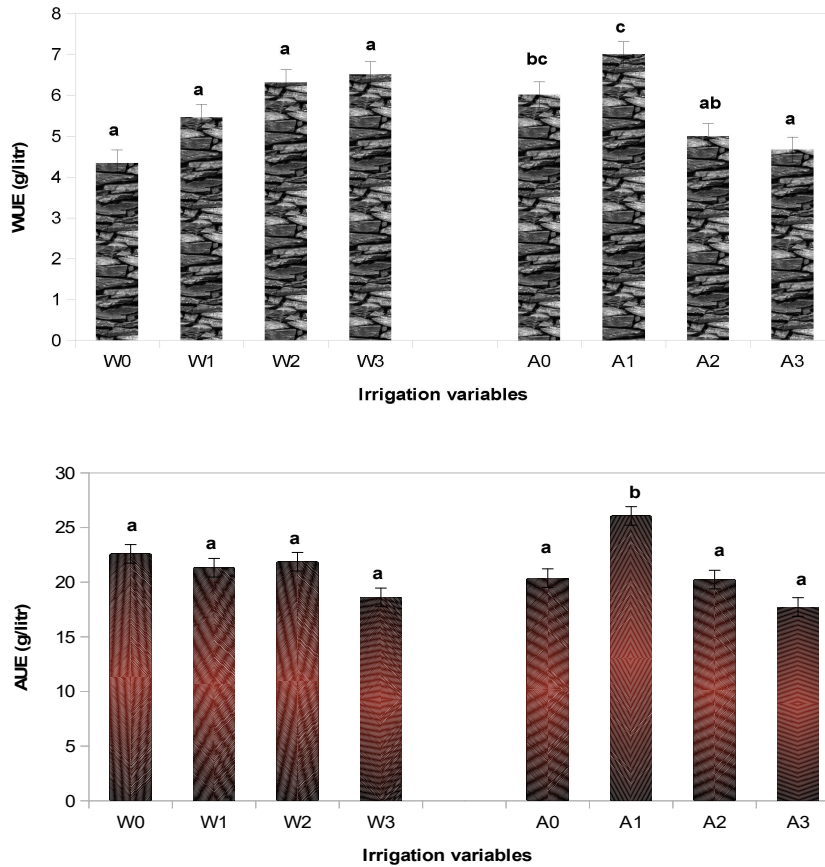 8
7
6
5
4
3
2
1
0
WUE (g/litr)
a
a
a
a
bc
c
ab
a
W0 W1 W2 W3 A0 A1 A2 A3
Irrigation variables
30
25
20
15
10
5
0
AUE (g/litr)
a
a
a
a
a
b
a
a
W0 W1 W2 W3 A0 A1 A2 A3
Irrigation variables